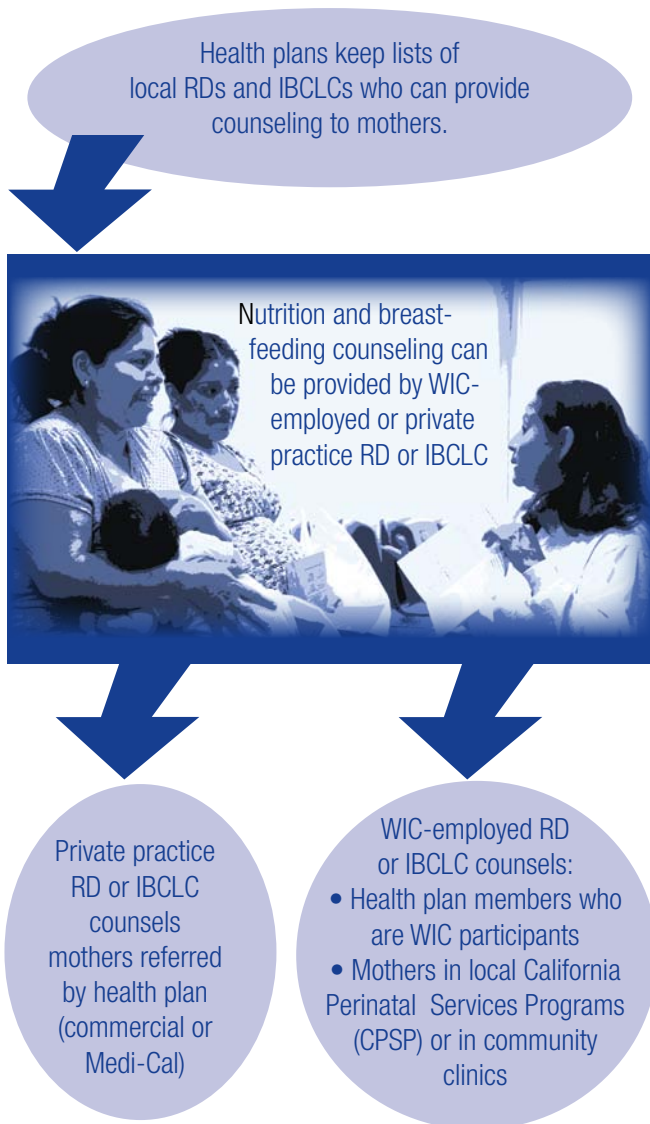 Health plans keep lists of
local RDs and IBCLCs who can provide
counseling to mothers.
Nutrition and breast-
feeding counseling can
be provided by WIC-
employed or private
practice RD or IBCLC
Private practice
RD or IBCLC
counsels
mothers referred
by health plan
(commercial or
Medi-Cal)
WIC-employed RD
or IBCLC counsels:
• Health plan members who
are WIC participants
• Mothers in local California
Perinatal Services Programs
(CPSP) or in community
clinics